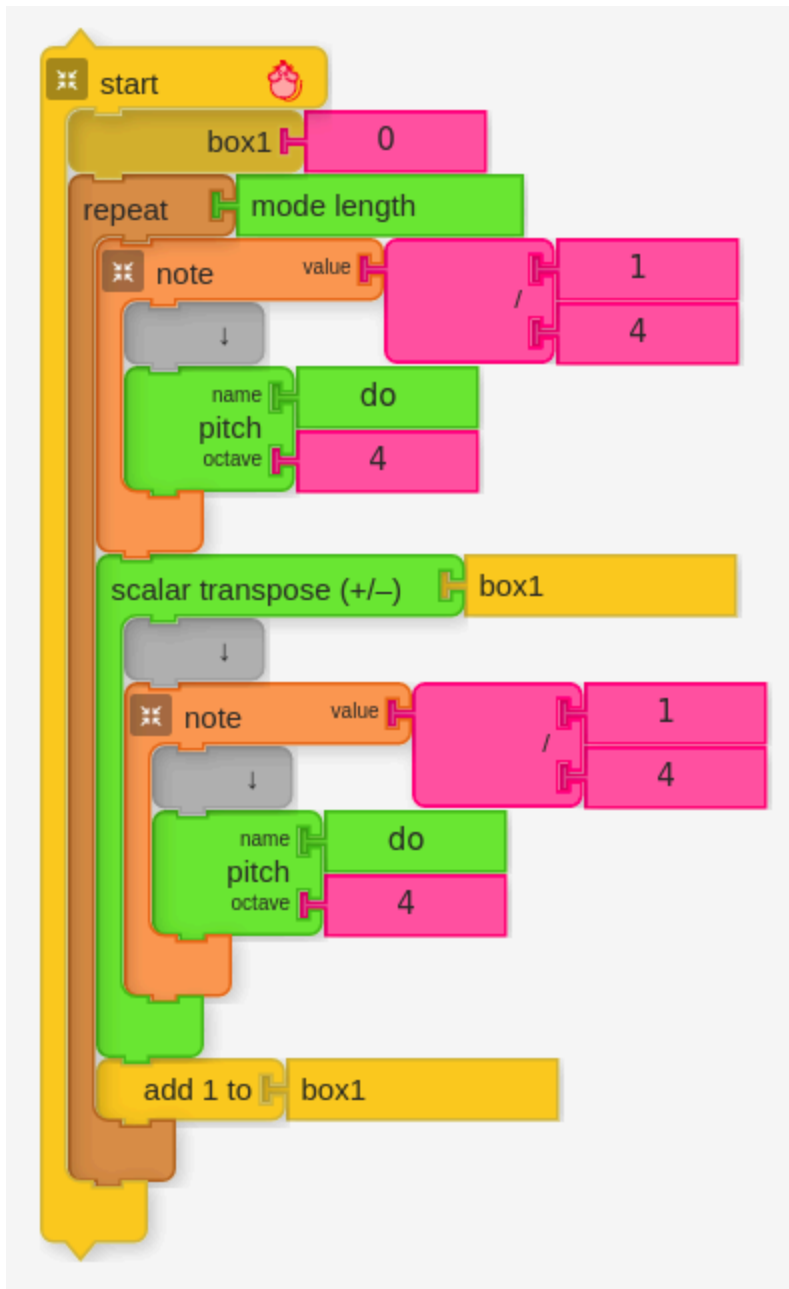 start
box1 0
repeat mode length
note value / 1
4
↓
name do
pitch
octave 4
scalar transpose (+/–) box1
↓
note value / 1
4
↓
name do
pitch
octave 4
add 1 to box1